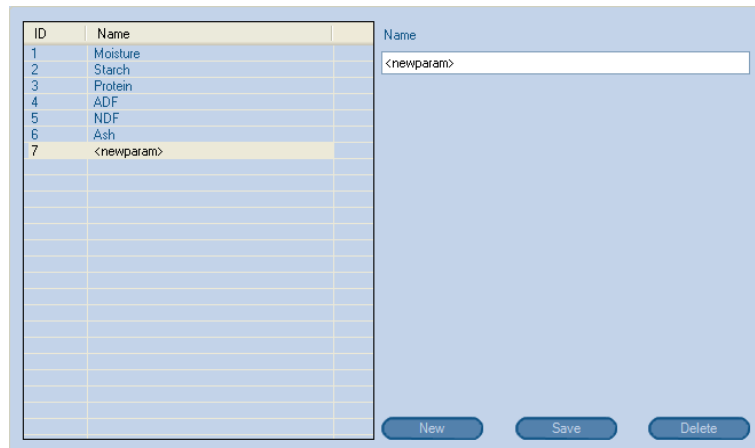 ID Name
1 Moisture
2 Starch
3 Protein
4 ADF
5 NDF
6 Ash
7 <newparam>
Name
<newparam>
New Save Delete